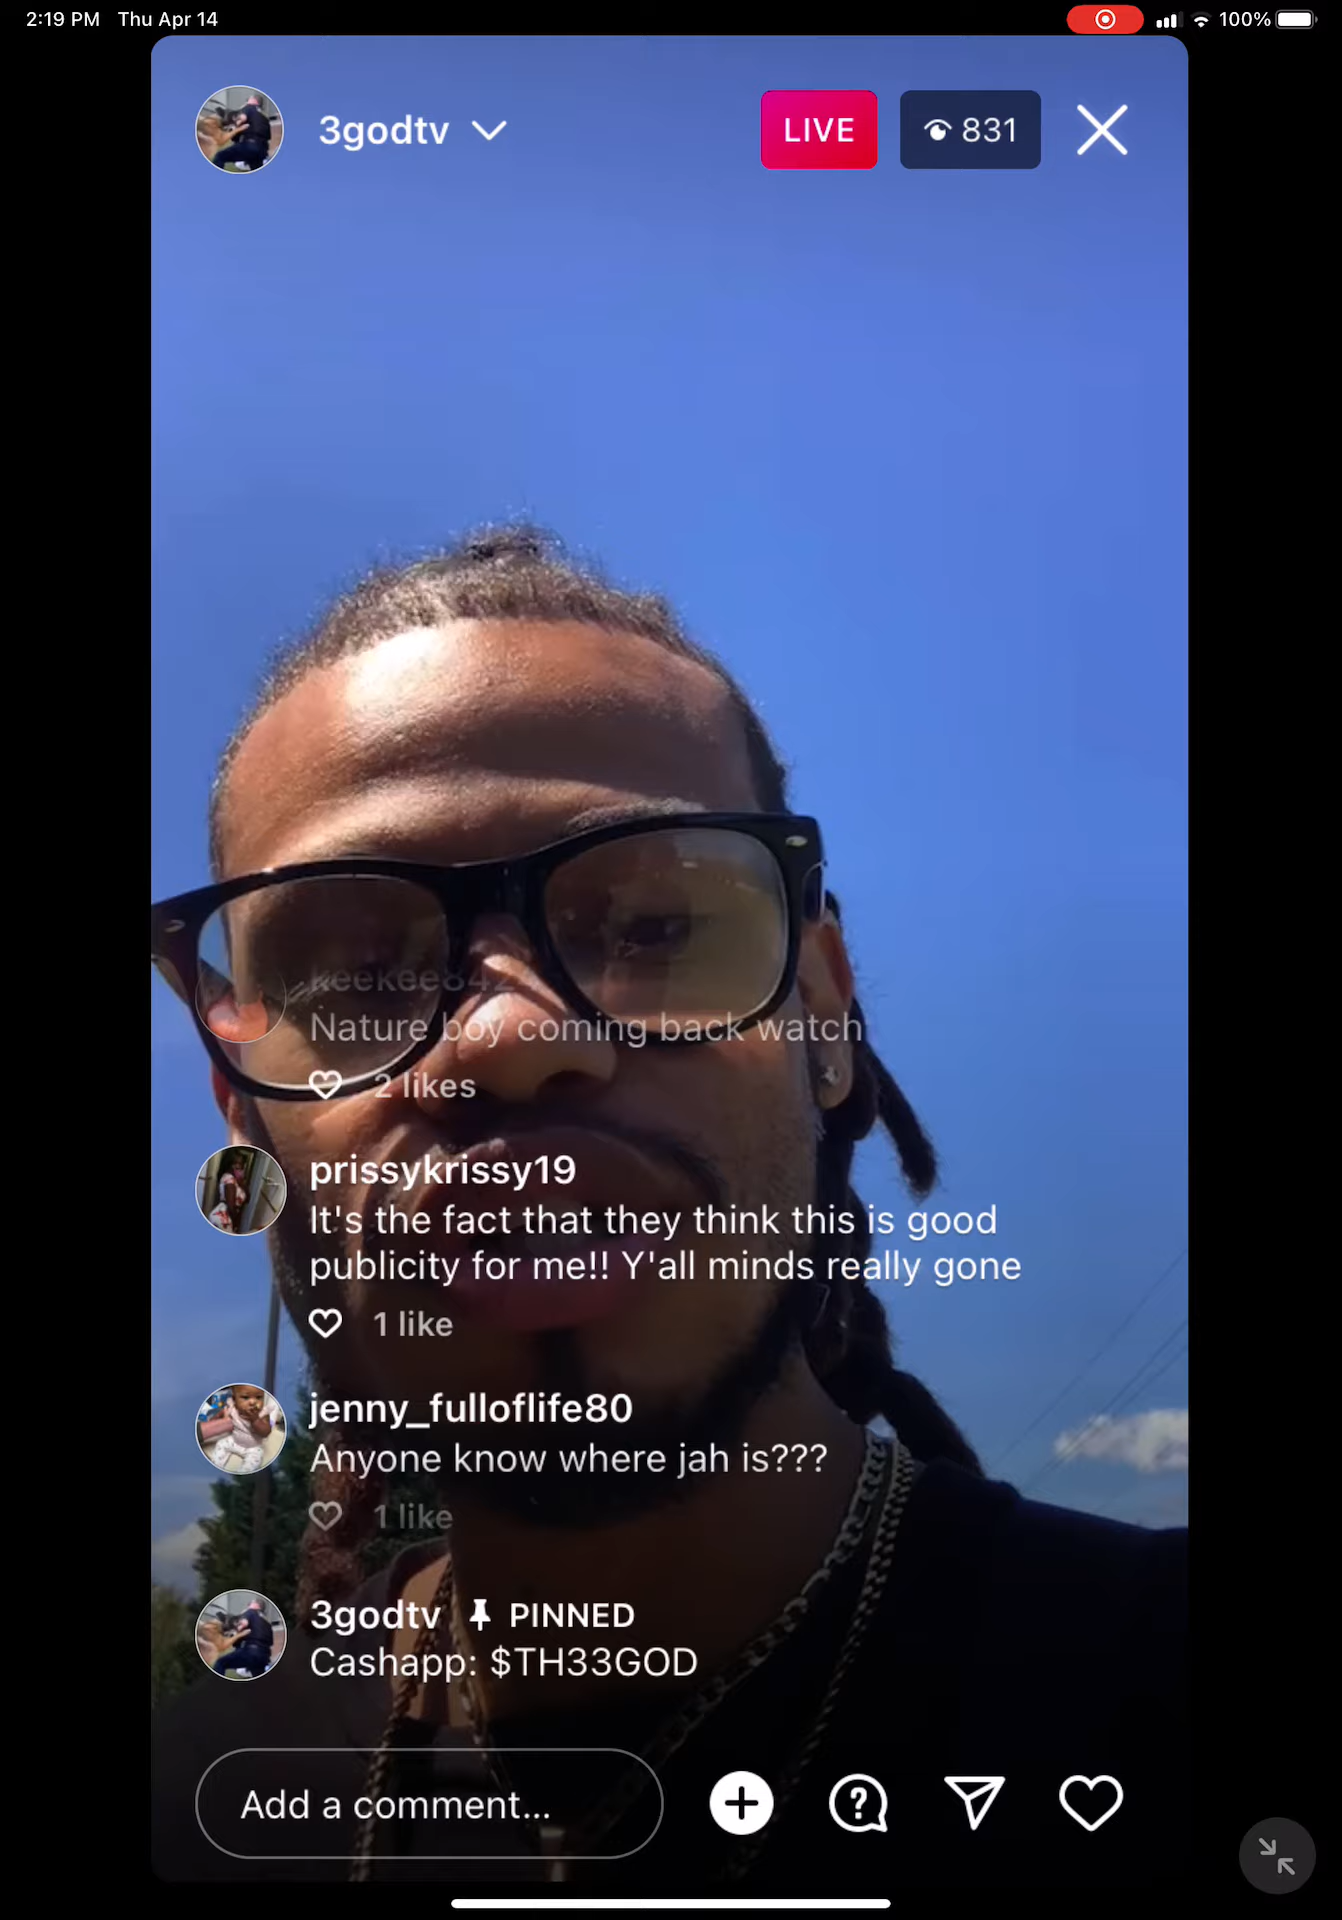 2:19 PM Thu Apr 14
100%
3godtv
LIVE
831
keekee842
Nature boy coming back watch
2 likes
prissykrissy19
It's the fact that they think this is good
publicity for me!! Y'all minds really gone
1 like
jenny_fulloflife80
Anyone know where jah is???
1 like
3godtv PINNED
Cashapp: $TH33GOD
Add a comment...